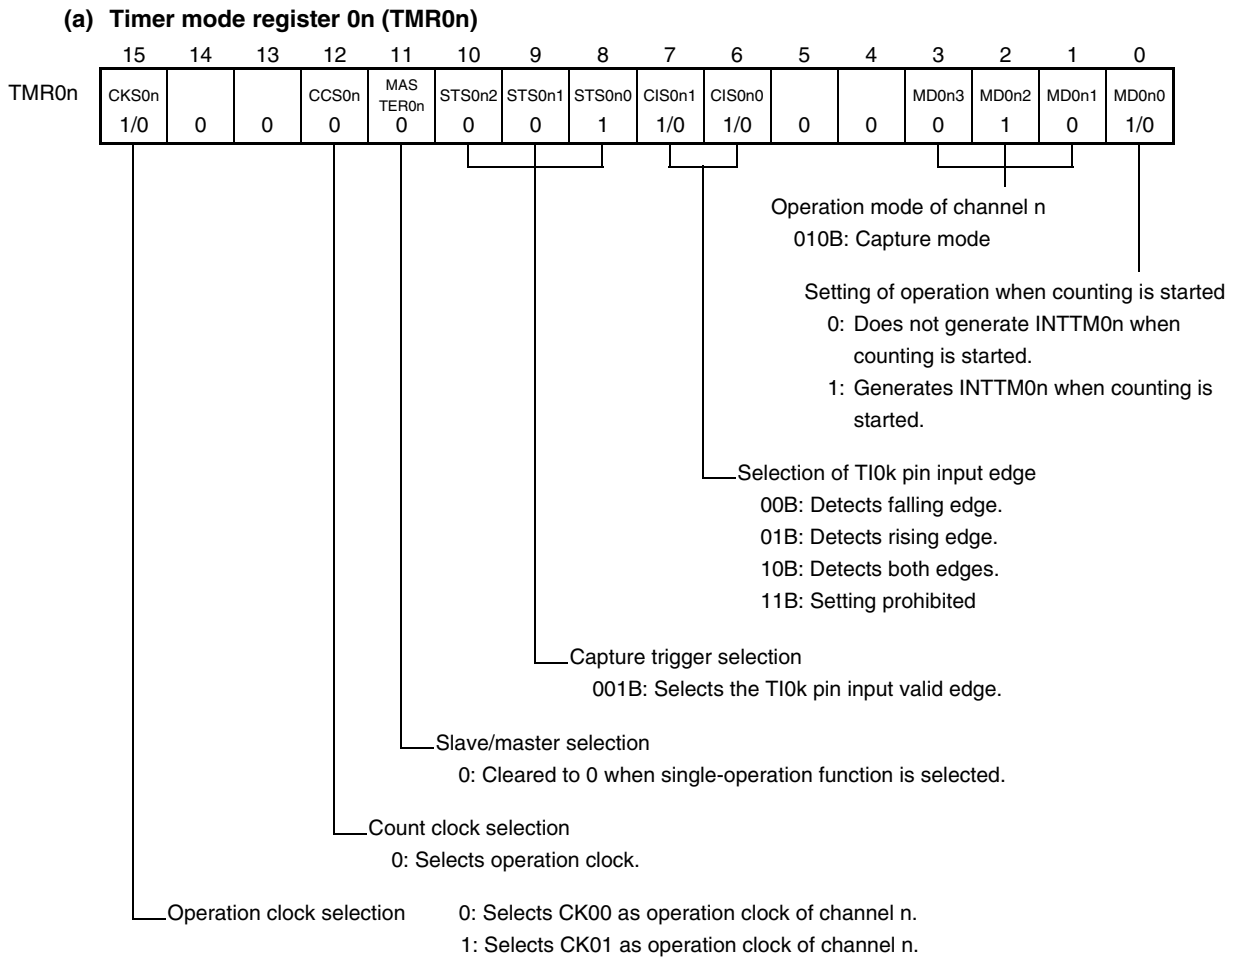 (a) Timer mode register 0n (TMR0n)
15 14 13 12 11 10 9 8 7 6 5 4 3 2 1 0
TMR0n CKS0n CCS0n MAS TER0n STS0n2 STS0n1 STS0n0 CIS0n1 CIS0n0 MD0n3 MD0n2 MD0n1 MD0n0
1/0 0 0 0 0 0 0 1 1/0 1/0 0 0 0 1 0 1/0
Operation mode of channel n
010B: Capture mode
Setting of operation when counting is started
0: Does not generate INTTM0n when
counting is started.
1: Generates INTTM0n when counting is
started.
Selection of TI0k pin input edge
00B: Detects falling edge.
01B: Detects rising edge.
10B: Detects both edges.
11B: Setting prohibited
Capture trigger selection
001B: Selects the TI0k pin input valid edge.
Slave/master selection
0: Cleared to 0 when single-operation function is selected.
Count clock selection
0: Selects operation clock.
Operation clock selection 0: Selects CK00 as operation clock of channel n.
1: Selects CK01 as operation clock of channel n.